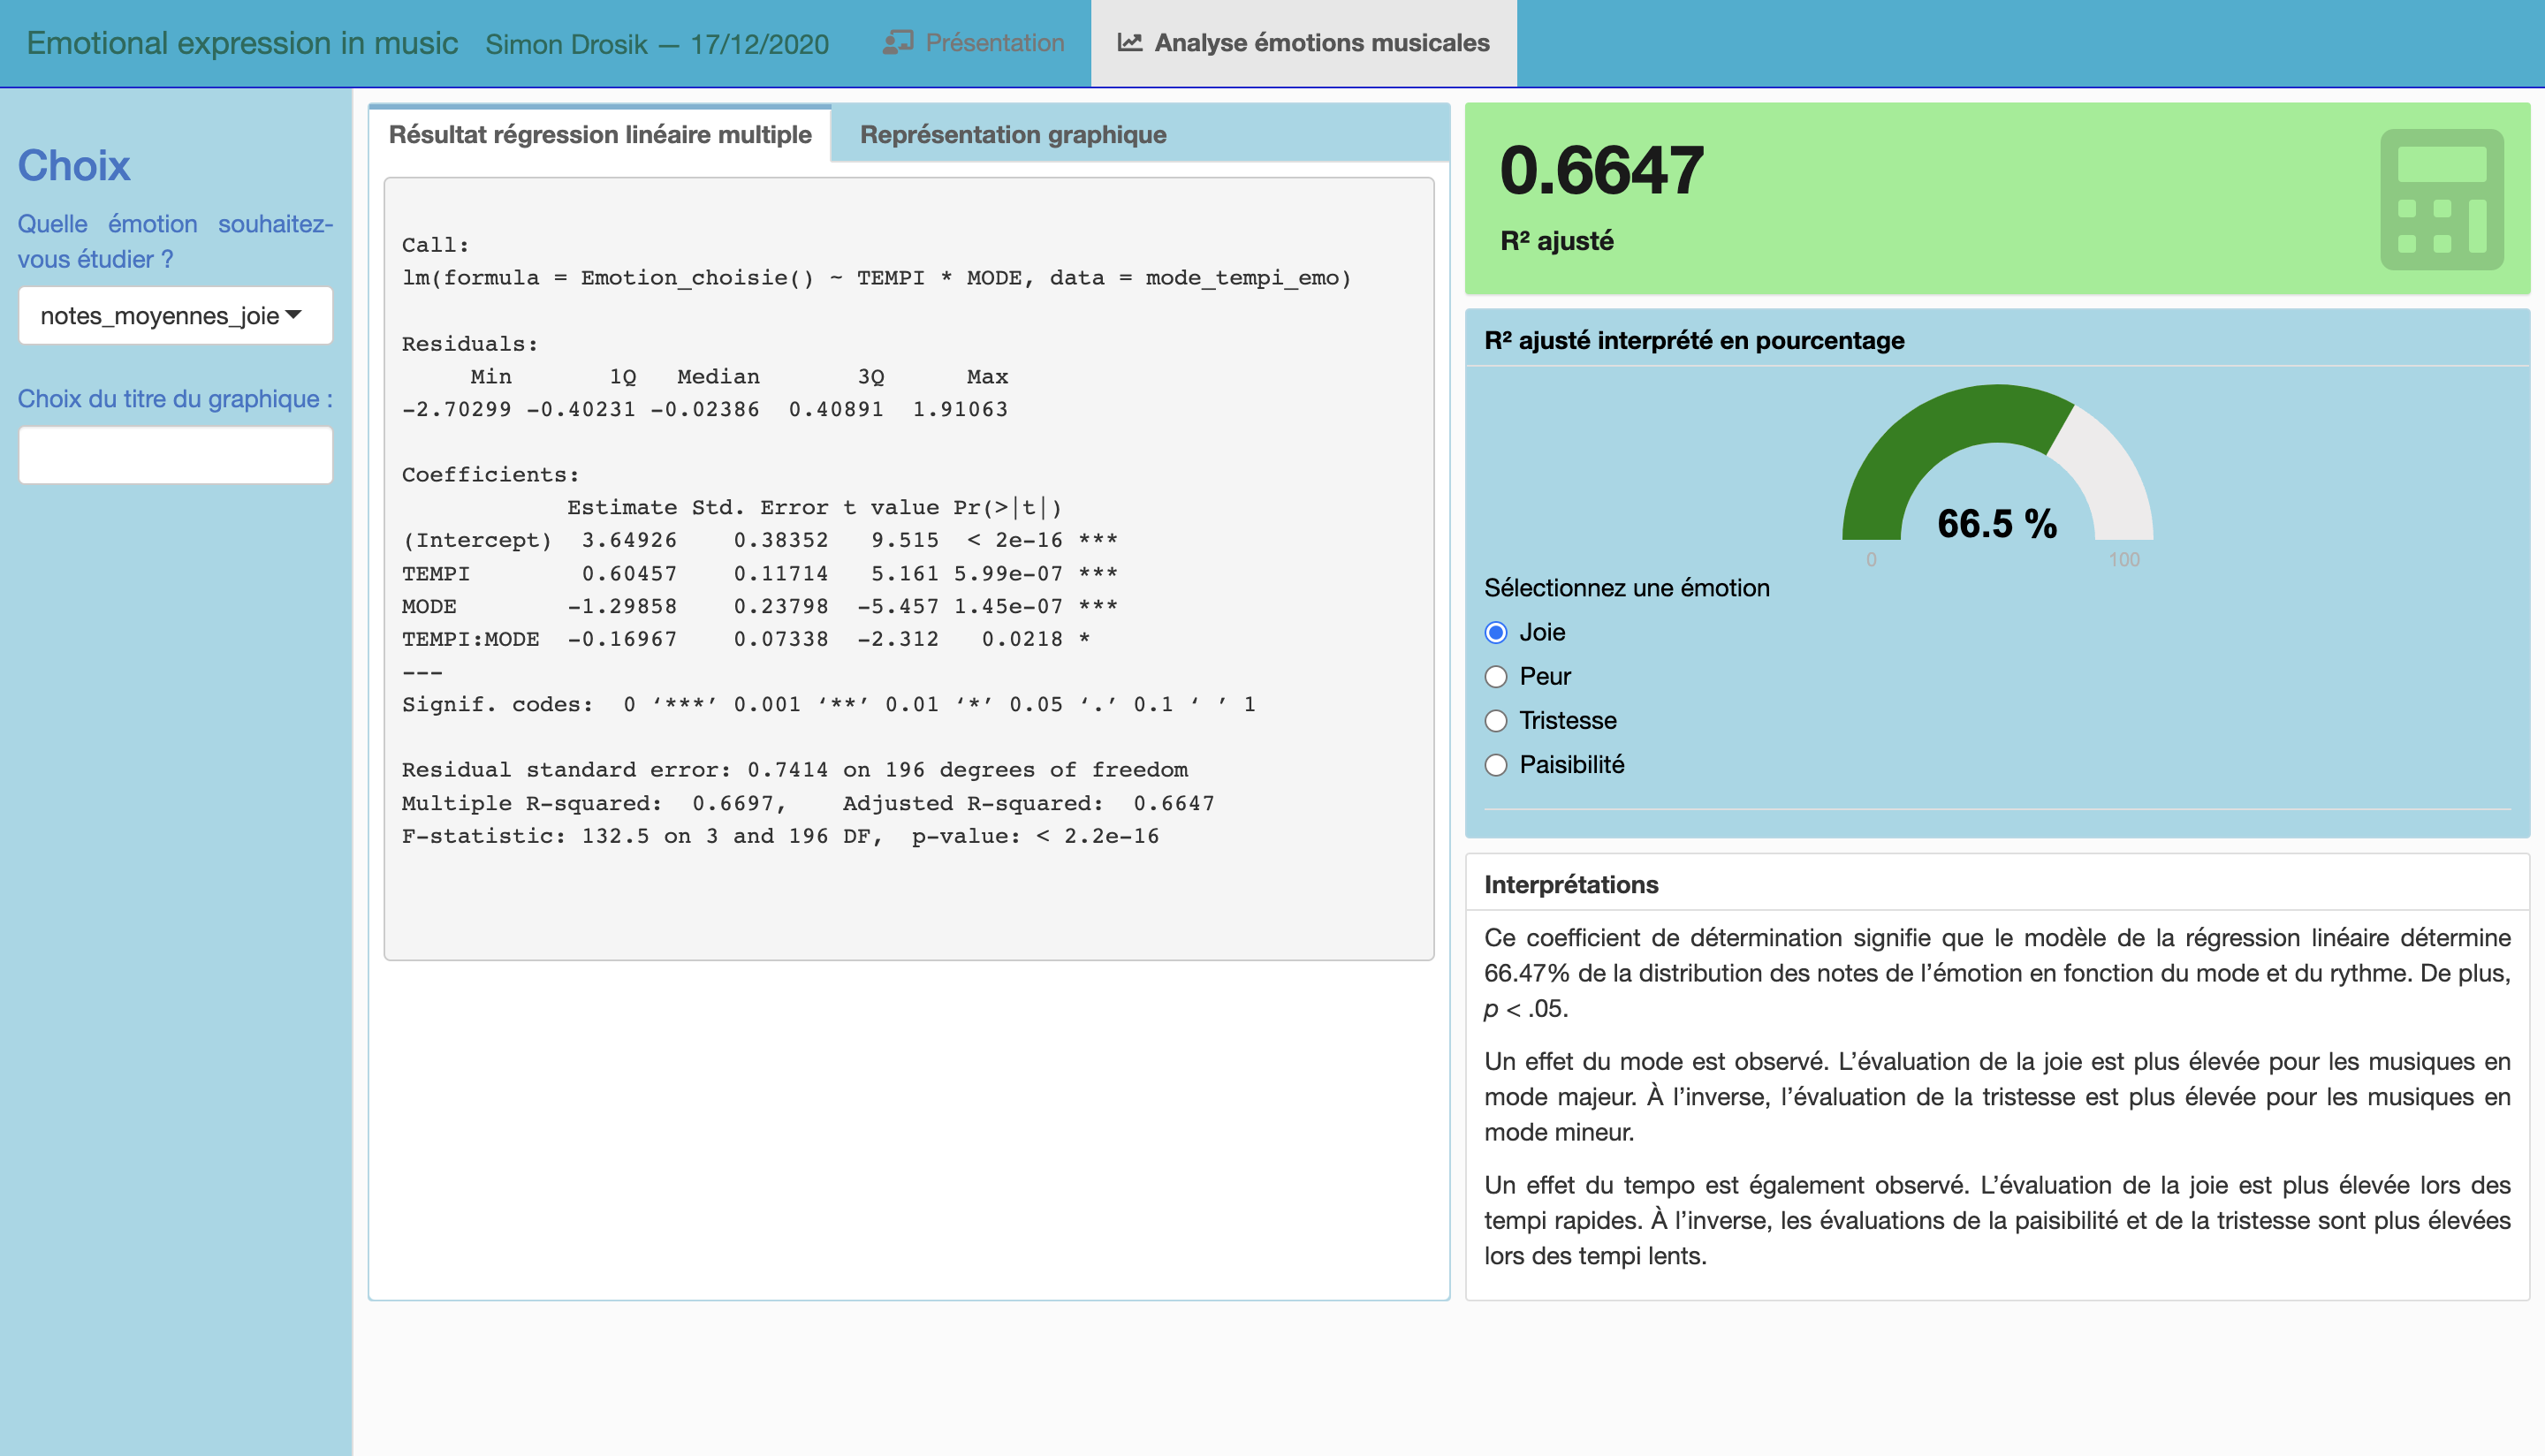 Emotional expression in music
Simon Drosik — 17/12/2020
Présentation
Analyse émotions musicales
Choix
Quelle émotion souhaitez-
vous étudier ?
notes_moyennes_joie
Choix du titre du graphique :
Résultat régression linéaire multiple
Représentation graphique
Call:
lm(formula = Emotion_choisie() ~ TEMPI * MODE, data = mode_tempi_emo)
Residuals:
     Min       1Q   Median       3Q      Max
-2.70299 -0.40231 -0.02386  0.40891  1.91063
Coefficients:
            Estimate Std. Error t value Pr(>|t|)
(Intercept)  3.64926    0.38352   9.515  < 2e-16 ***
TEMPI        0.60457    0.11714   5.161 5.99e-07 ***
MODE        -1.29858    0.23798  -5.457 1.45e-07 ***
TEMPI:MODE  -0.16967    0.07338  -2.312   0.0218 *
---
Signif. codes:  0 ‘***’ 0.001 ‘**’ 0.01 ‘*’ 0.05 ‘.’ 0.1 ‘ ’ 1
Residual standard error: 0.7414 on 196 degrees of freedom
Multiple R-squared:  0.6697,    Adjusted R-squared:  0.6647
F-statistic: 132.5 on 3 and 196 DF,  p-value: < 2.2e-16
0.6647
R² ajusté
R² ajusté interprété en pourcentage
66.5 %
0
100
Sélectionnez une émotion
Joie
Peur
Tristesse
Paisibilité
Interprétations
Ce coefficient de détermination signifie que le modèle de la régression linéaire détermine
66.47% de la distribution des notes de l’émotion en fonction du mode et du rythme. De plus,
p < .05.
Un effet du mode est observé. L’évaluation de la joie est plus élevée pour les musiques en
mode majeur. À l’inverse, l’évaluation de la tristesse est plus élevée pour les musiques en
mode mineur.
Un effet du tempo est également observé. L’évaluation de la joie est plus élevée lors des
tempi rapides. À l’inverse, les évaluations de la paisibilité et de la tristesse sont plus élevées
lors des tempi lents.